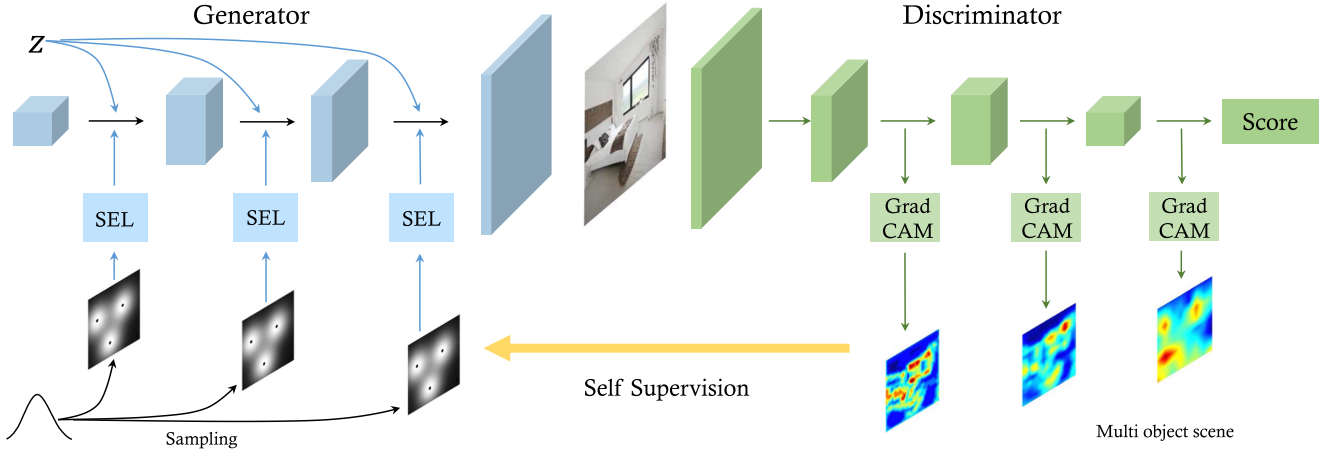 Generator
Discriminator
z
Score
SEL
SEL
SEL
Grad
CAM
Grad
CAM
Grad
CAM
Self Supervision
Sampling
Multi object scene